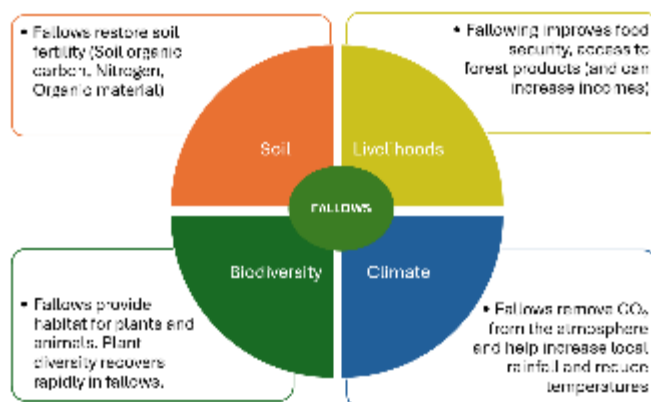 • Fallows restore soil
fertility (Soil organic
carbon, Nitrogen,
Organic material)
• Fallowing improves food
security, access to
forest products (and can
increase incomes)
Soil
Livelihoods
FALLOWS
Biodiversity
Climate
• Fallows provide
habitat for plants and
animals. Plant
diversity recovers
rapidly in fallows.
• Fallows remove CO₂
from the atmosphere
and help increase local
rainfall and reduce
temperatures